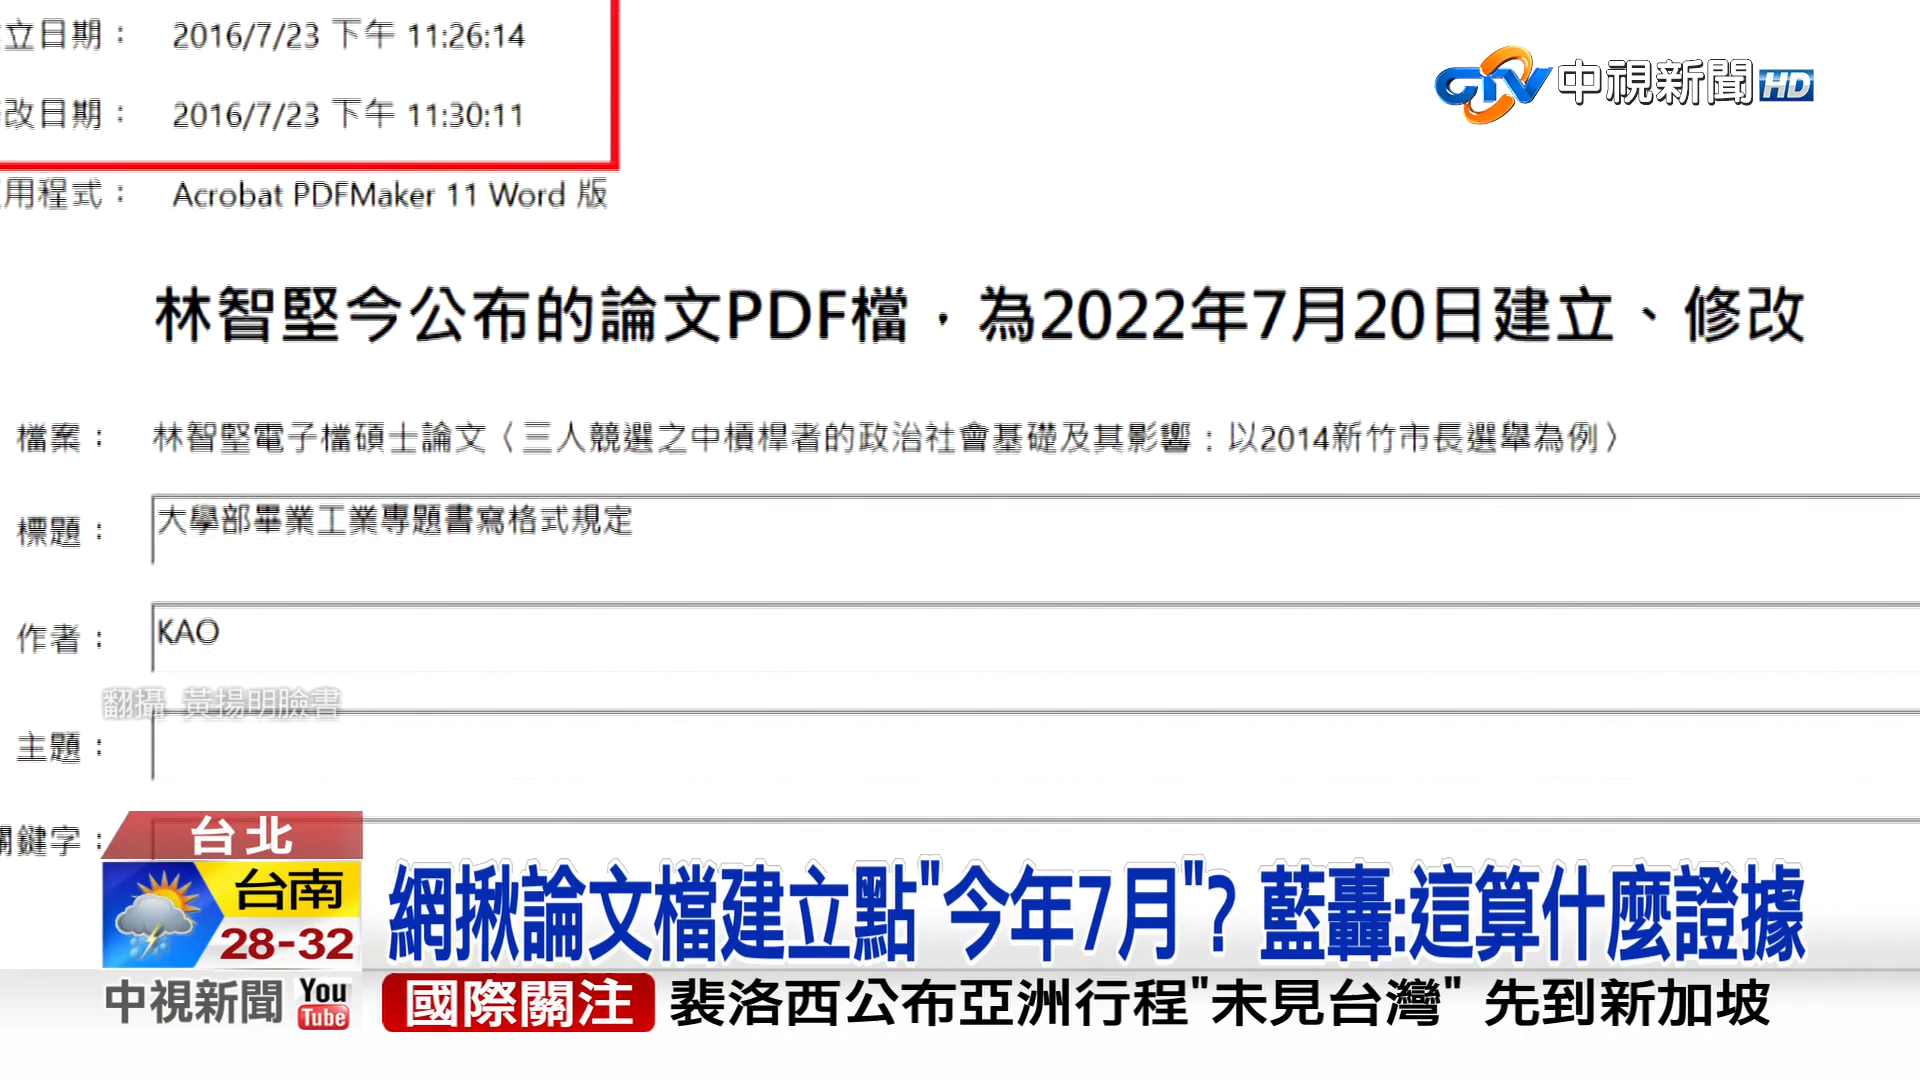 立日期： 2016/7/23 下午 11:26:14
改日期： 2016/7/23 下午 11:30:11
用程式： Acrobat PDFMaker 11 Word 版
CTV 中視新聞 HD
林智堅今公布的論文PDF檔，為2022年7月20日建立、修改
檔案： 林智堅電子檔碩士論文〈三人競選之中槓桿者的政治社會基礎及其影響：以2014新竹市長選舉為例〉
標題： 大學部畢業工業專題書寫格式規定
作者： KAO
翻攝 黃揚明臉書
主題：
關鍵字：
台北
台南
28-32
網揪論文檔建立點"今年7月"? 藍轟:這算什麼證據
中視新聞 YouTube
國際關注 裴洛西公布亞洲行程"未見台灣" 先到新加坡